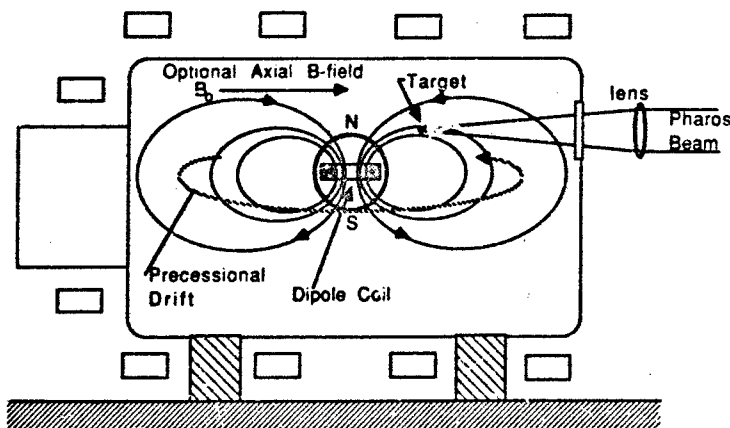 Optional Axial B-field
B₀
Target
lens
Pharos
Beam
N
S
Precessional
Drift
Dipole Coil